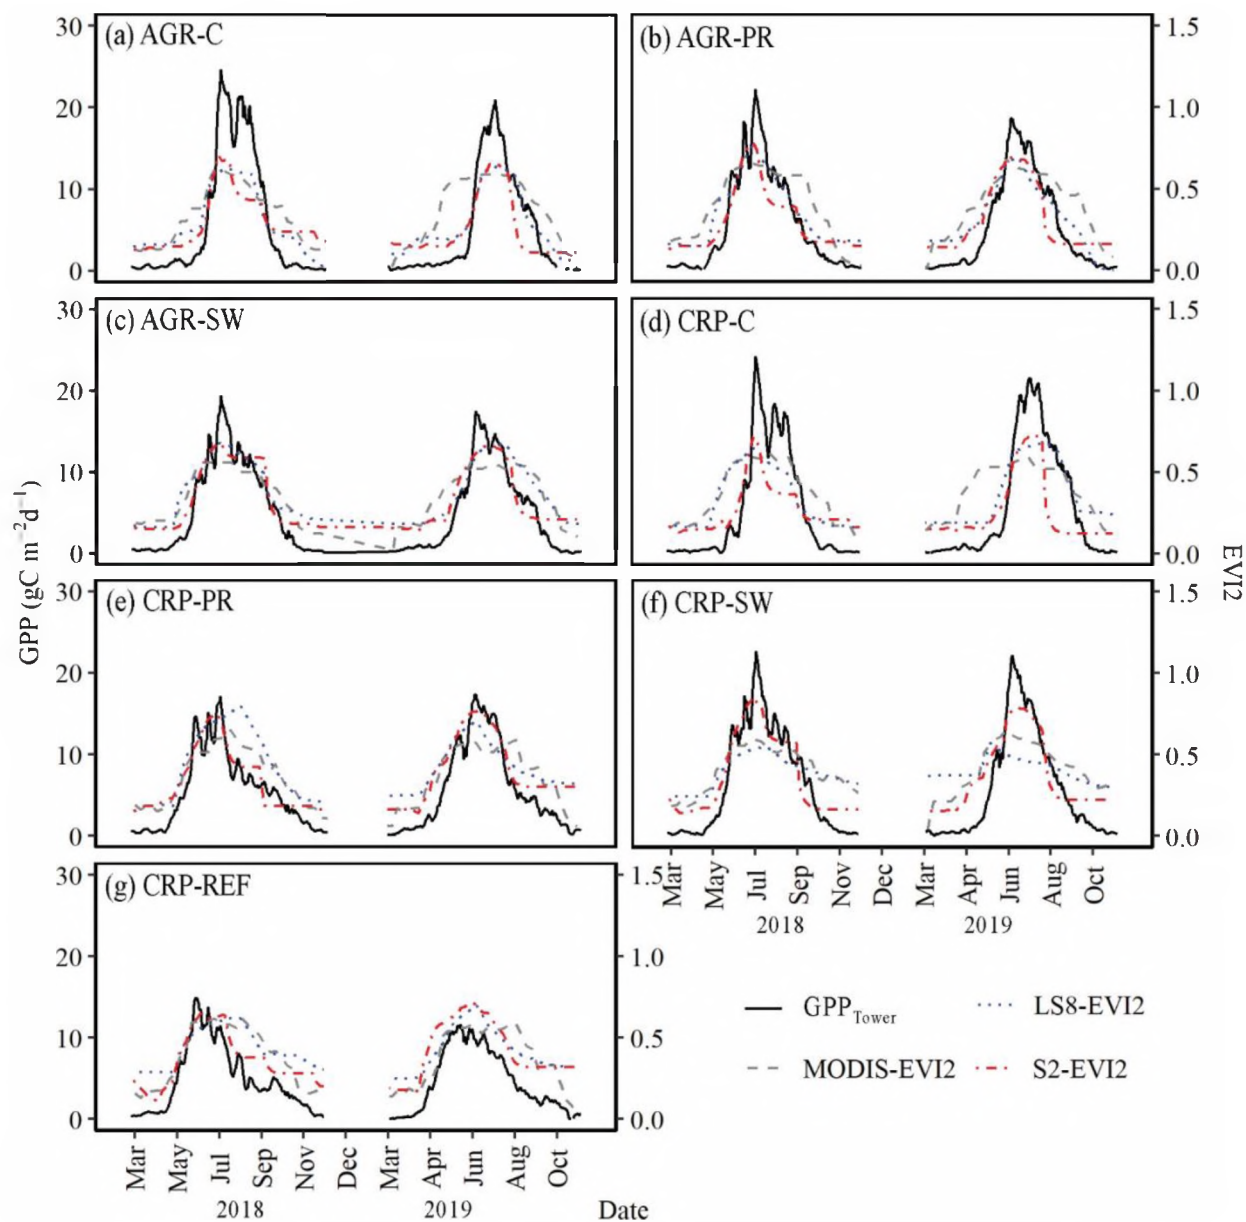 (a) AGR-C
30
20
10
0
(b) AGR-PR
1.5
1.0
0.5
0.0
(c) AGR-SW
30
20
10
0
(d) CRP-C
1.5
1.0
0.5
0.0
(e) CRP-PR
30
20
10
0
(f) CRP-SW
1.5
1.0
0.5
0.0
GPP (gC m⁻²d⁻¹)
EVI2
Mar May Jul Sep Nov Dec Mar Apr Jun Aug Oct
2018 2019
(g) CRP-REF
30
20
10
0
1.5
1.0
0.5
0.0
Mar May Jul Sep Nov Dec Mar Apr Jun Aug Oct
2018 2019
Date
GPP Tower LS8-EVI2
MODIS-EVI2 S2-EVI2